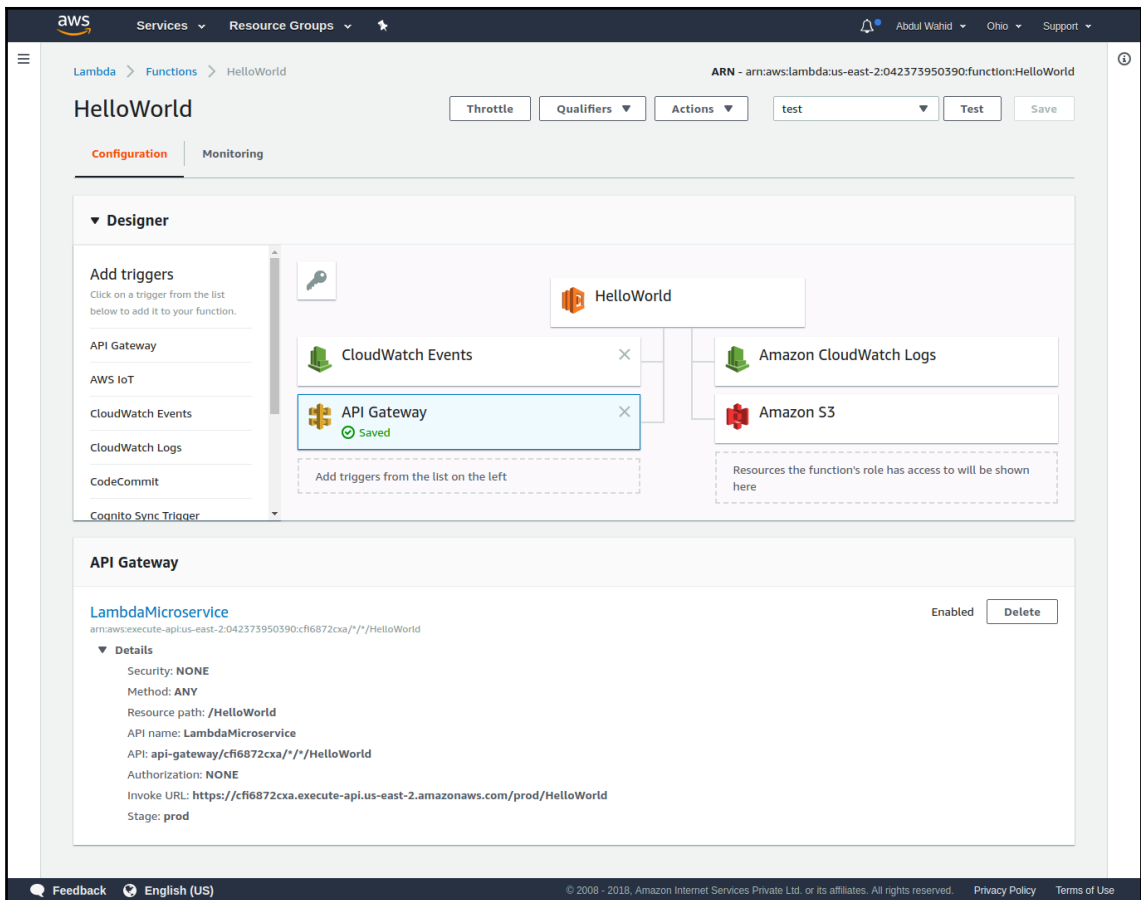 aws Services Resource Groups Abdul Wahid Ohio Support
Lambda > Functions > HelloWorld ARN - arn:aws:lambda:us-east-2:042373950390:function:HelloWorld
HelloWorld Throttle Qualifiers Actions test Test Save
Configuration Monitoring
Designer
Add triggers
Click on a trigger from the list
below to add it to your function.
API Gateway
AWS IoT
CloudWatch Events
CloudWatch Logs
CodeCommit
Cognito Sync Trigger
HelloWorld
CloudWatch Events
API Gateway
Saved
Add triggers from the list on the left
Amazon CloudWatch Logs
Amazon S3
Resources the function's role has access to will be shown
here
API Gateway
LambdaMicroservice Enabled Delete
arn:aws:execute-api:us-east-2:042373950390:cfi6872cxa/*/*/HelloWorld
Details
Security: NONE
Method: ANY
Resource path: /HelloWorld
API name: LambdaMicroservice
API: api-gateway/cfi6872cxa/*/*/HelloWorld
Authorization: NONE
Invoke URL: https://cfi6872cxa.execute-api.us-east-2.amazonaws.com/prod/HelloWorld
Stage: prod
Feedback English (US) © 2008 - 2018, Amazon Internet Services Private Ltd. or its affiliates. All rights reserved. Privacy Policy Terms of Use